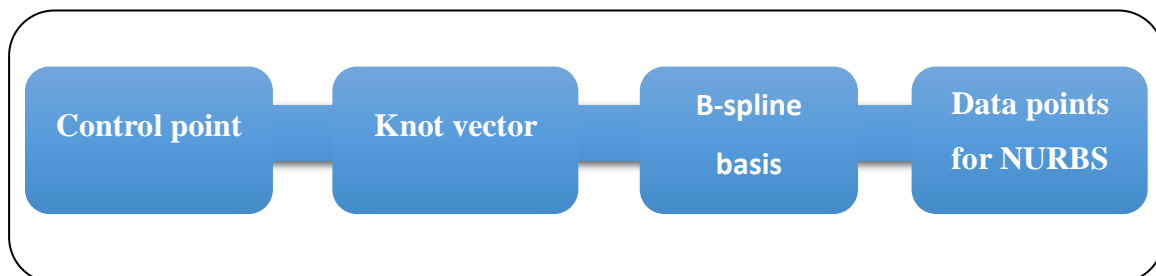 Control point
Knot vector
B-spline
basis
Data points
for NURBS